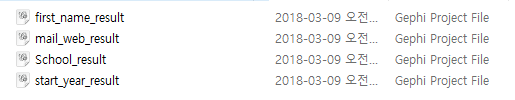 first_name_result 2018-03-09 오전... Gephi Project File
mail_web_result 2018-03-09 오전... Gephi Project File
School_result 2018-03-09 오전... Gephi Project File
start_year_result 2018-03-09 오전... Gephi Project File